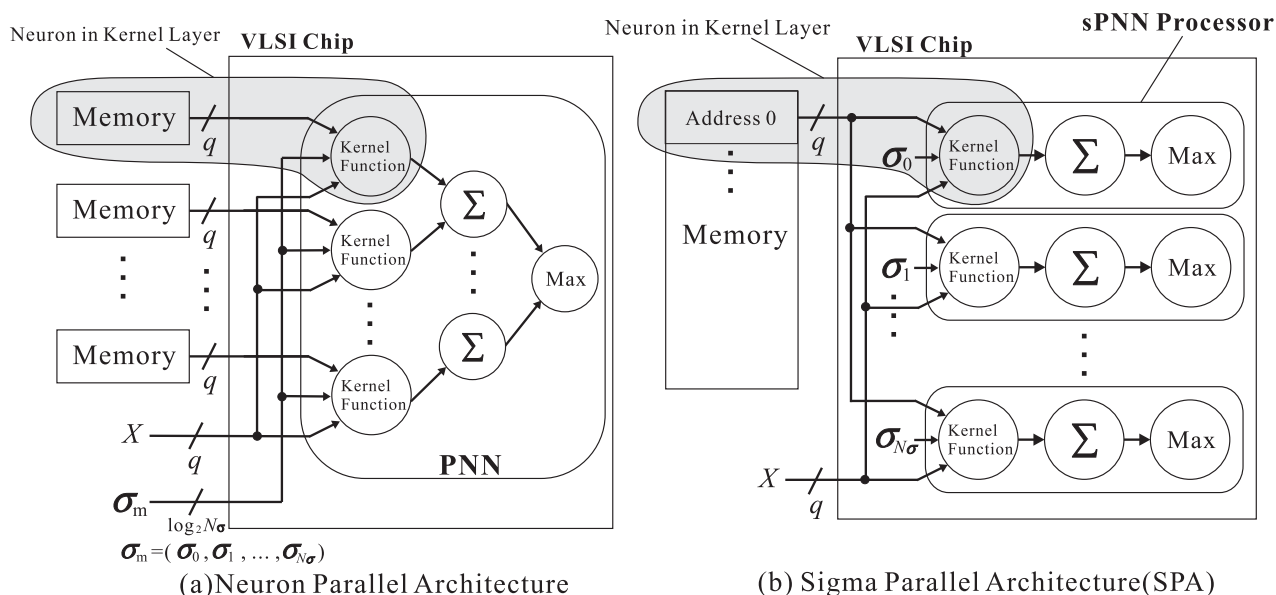 Neuron in Kernel Layer
VLSI Chip
Memory
q
Kernel
Function
Memory
q
Kernel
Function
Σ
Max
Memory
q
Kernel
Function
Σ
X
q
PNN
σm
log2Nσ
σm=( σ0 , σ1 , ... , σNσ)
(a)Neuron Parallel Architecture
Neuron in Kernel Layer
VLSI Chip
sPNN Processor
Address 0
q
σ0
Kernel
Function
Σ
Max
Memory
σ1
Kernel
Function
Σ
Max
σNσ
Kernel
Function
Σ
Max
X
q
(b) Sigma Parallel Architecture(SPA)